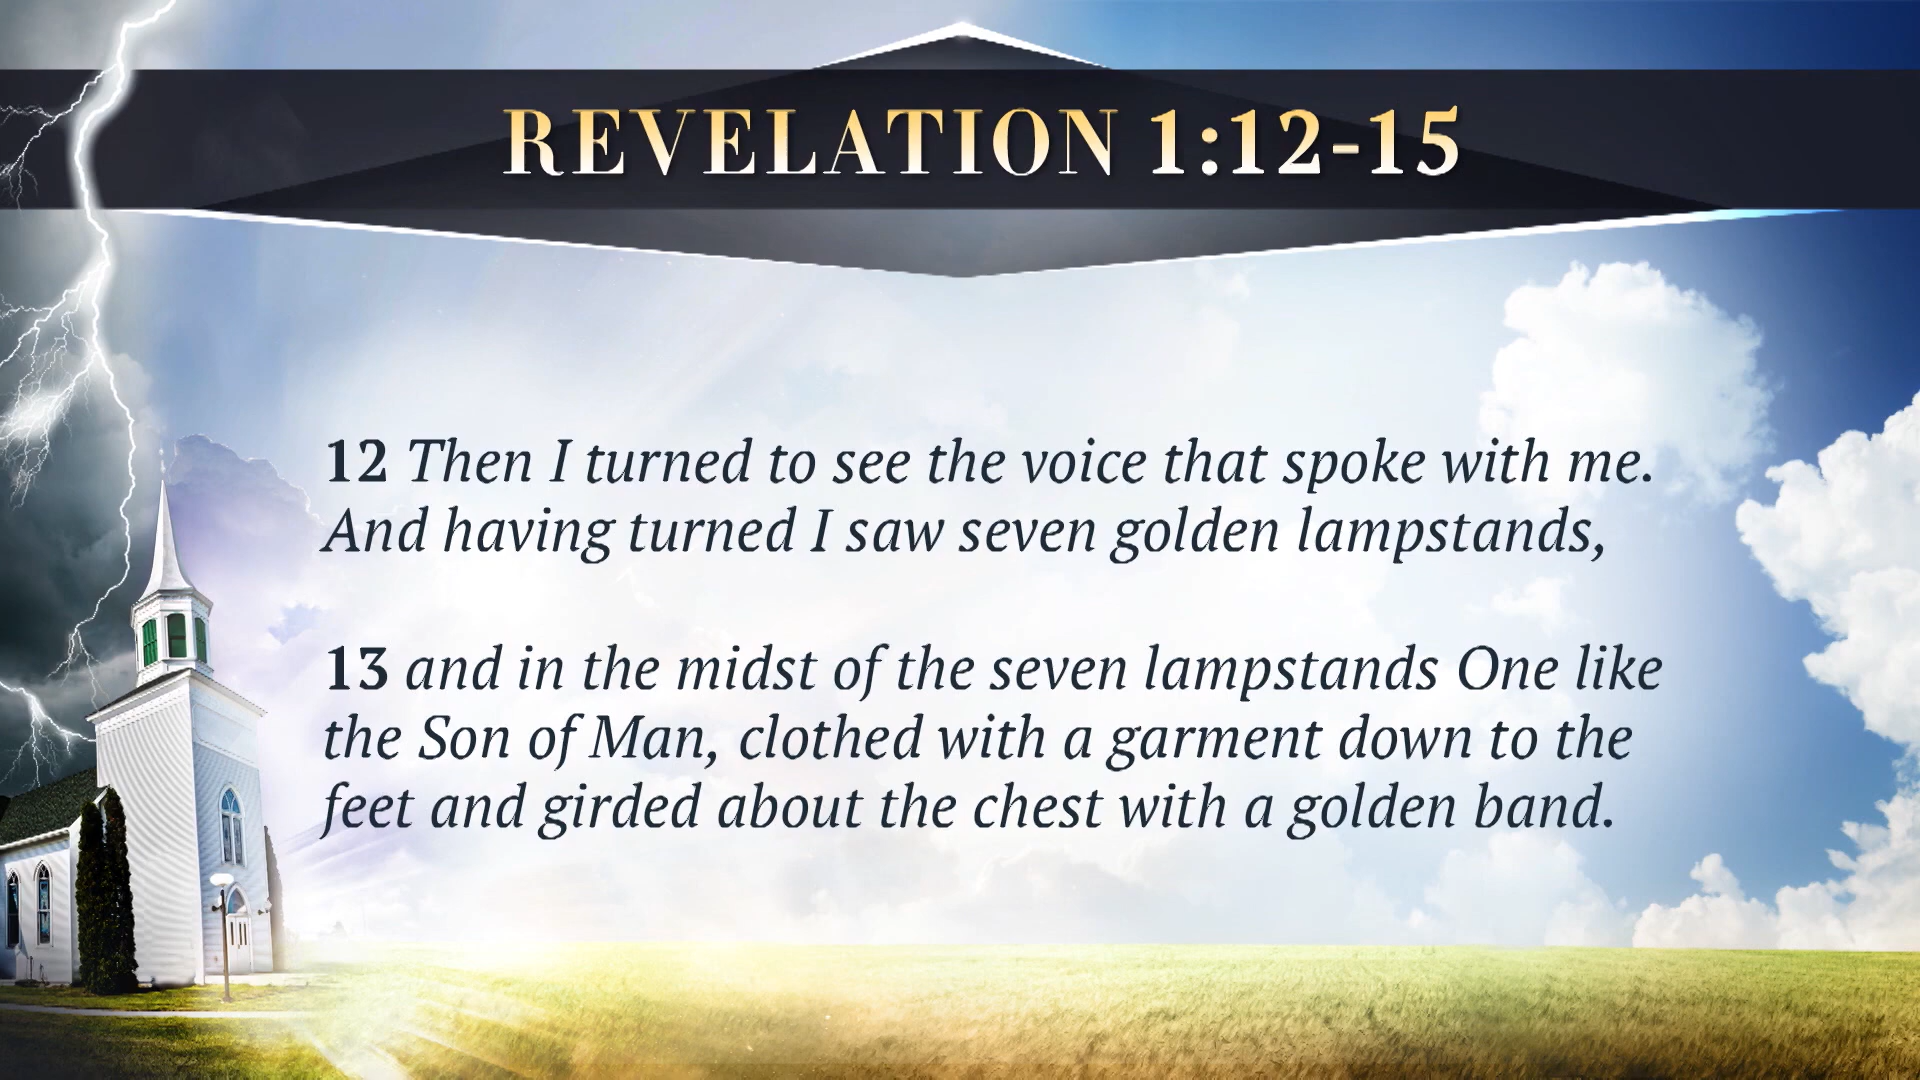 REVELATION 1:12-15
12 Then I turned to see the voice that spoke with me.
And having turned I saw seven golden lampstands,
13 and in the midst of the seven lampstands One like
the Son of Man, clothed with a garment down to the
feet and girded about the chest with a golden band.